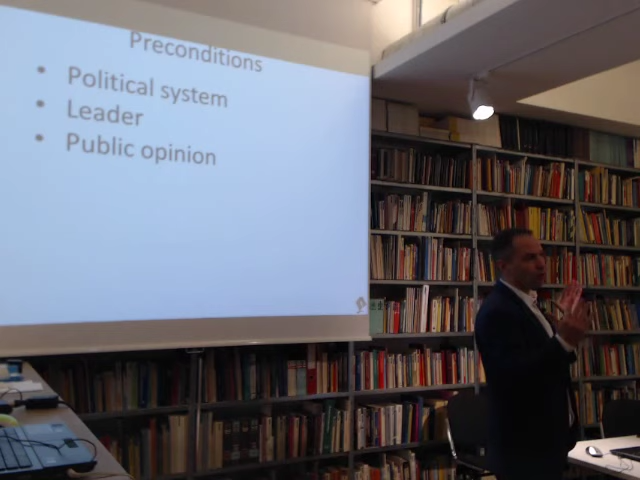 Preconditions
• Political system
• Leader
• Public opinion